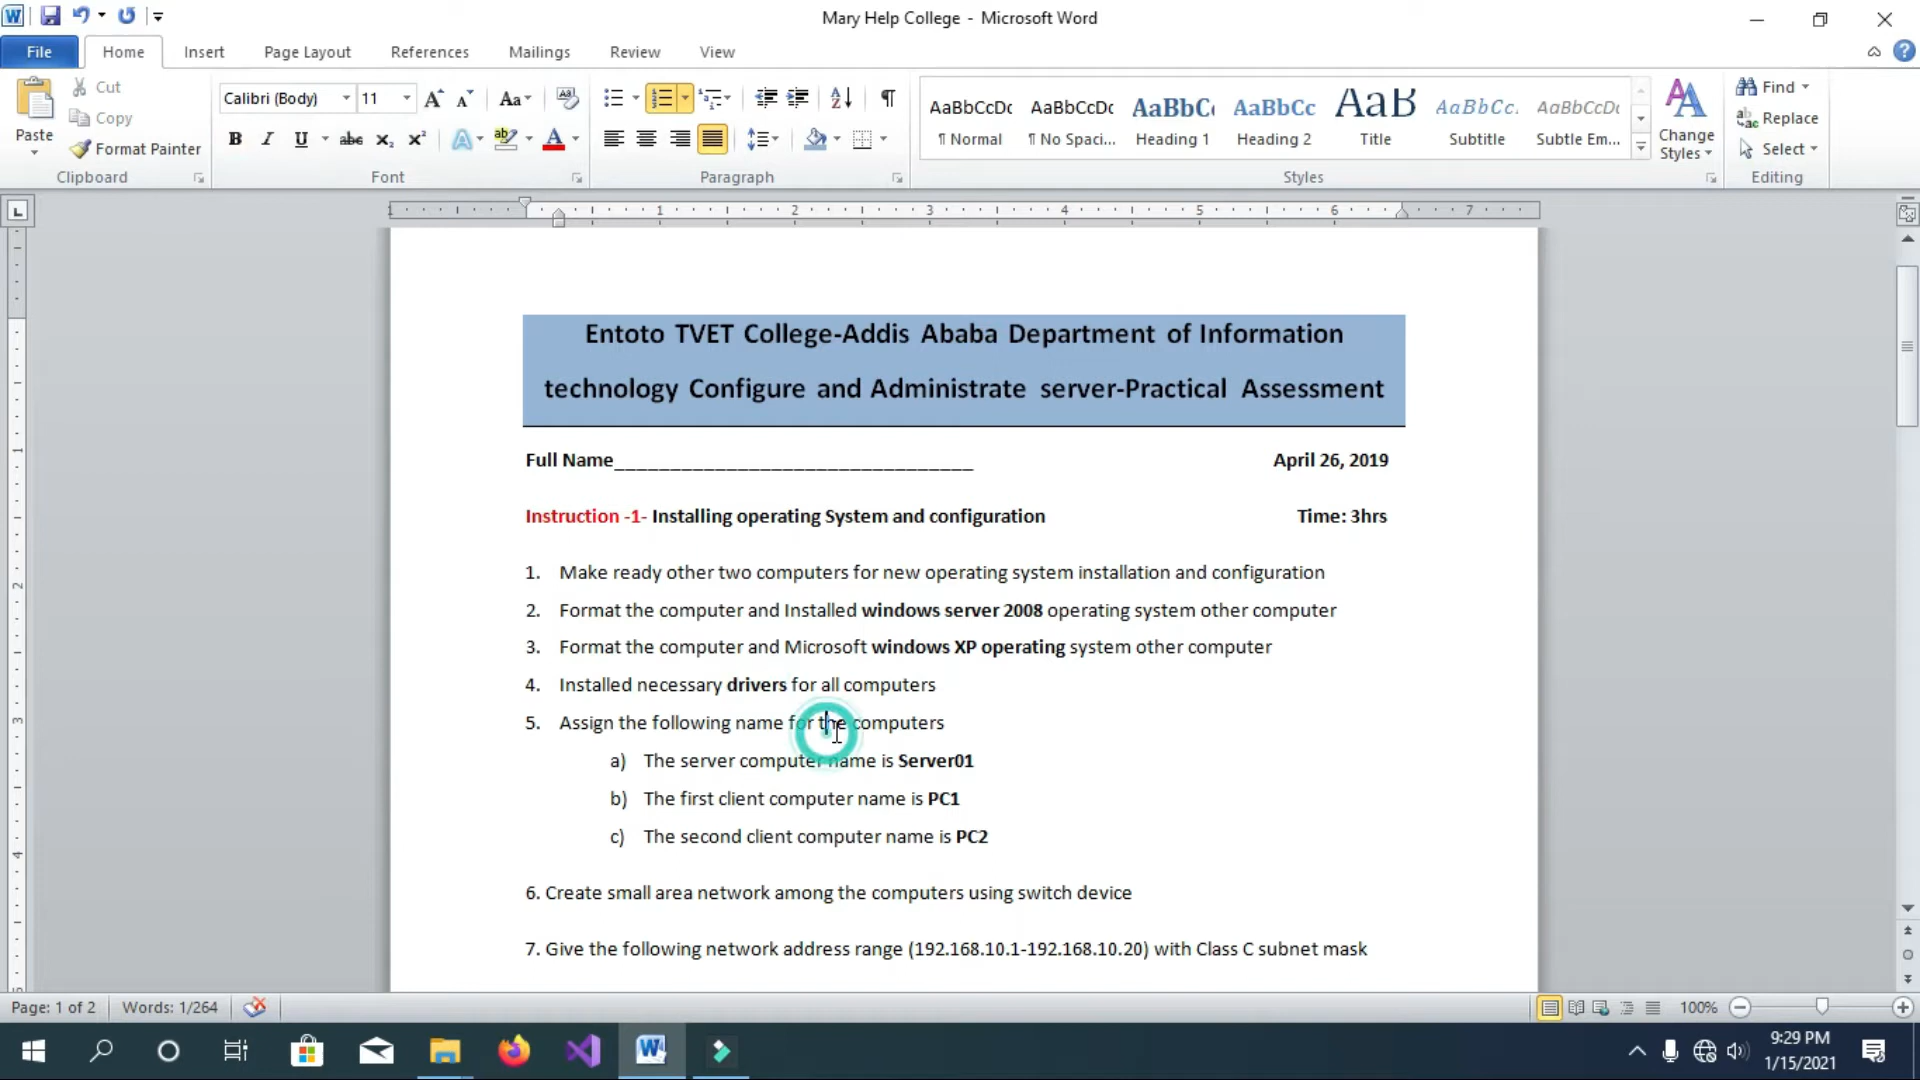 Mary Help College - Microsoft Word
File Home Insert Page Layout References Mailings Review View
Paste
Cut
Copy
Format Painter
Clipboard
Calibri (Body) 11
Font
Paragraph
AaBbCcDc AaBbCcDc AaBbC AaBbCc AaB AaBbCc. AaBbCcDc
¶ Normal ¶ No Spaci... Heading 1 Heading 2 Title Subtitle Subtle Em...
Styles
Change Styles
Find
Replace
Select
Editing
Entoto TVET College-Addis Ababa Department of Information
technology Configure and Administrate server-Practical Assessment
Full Name________________________________ April 26, 2019
Instruction -1- Installing operating System and configuration Time: 3hrs
1. Make ready other two computers for new operating system installation and configuration
2. Format the computer and Installed windows server 2008 operating system other computer
3. Format the computer and Microsoft windows XP operating system other computer
4. Installed necessary drivers for all computers
5. Assign the following name for the computers
a) The server computer name is Server01
b) The first client computer name is PC1
c) The second client computer name is PC2
6. Create small area network among the computers using switch device
7. Give the following network address range (192.168.10.1-192.168.10.20) with Class C subnet mask
Page: 1 of 2 Words: 1/264 100%
9:29 PM
1/15/2021